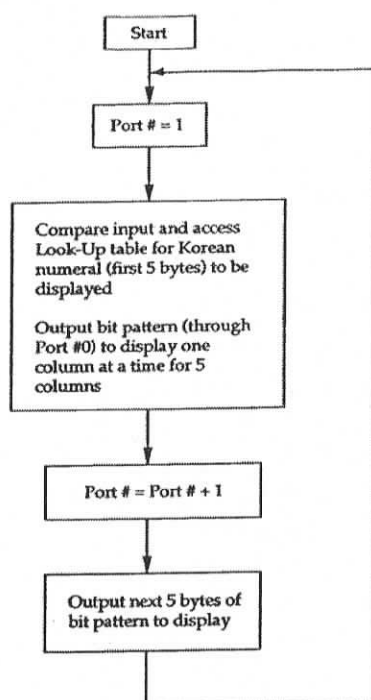 Start
Port # = 1
Compare input and access
Look-Up table for Korean
numeral (first 5 bytes) to be
displayed
Output bit pattern (through
Port #0) to display one
column at a time for 5
columns
Port # = Port # + 1
Output next 5 bytes of
bit pattern to display